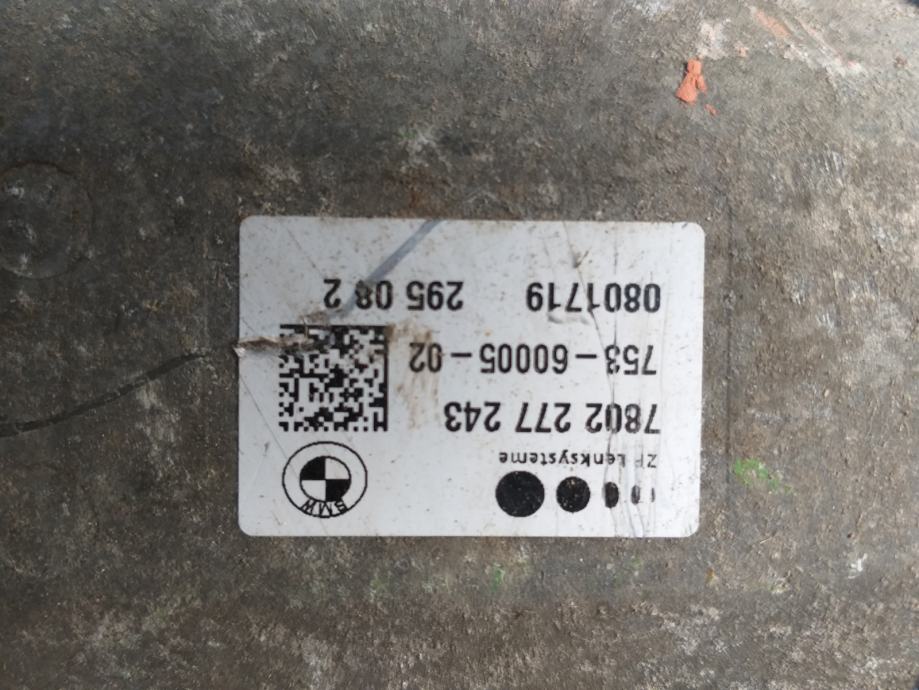 ZF Lenksysteme
BMW
7802 277 243
753-60005-02
0801719 295 08 2